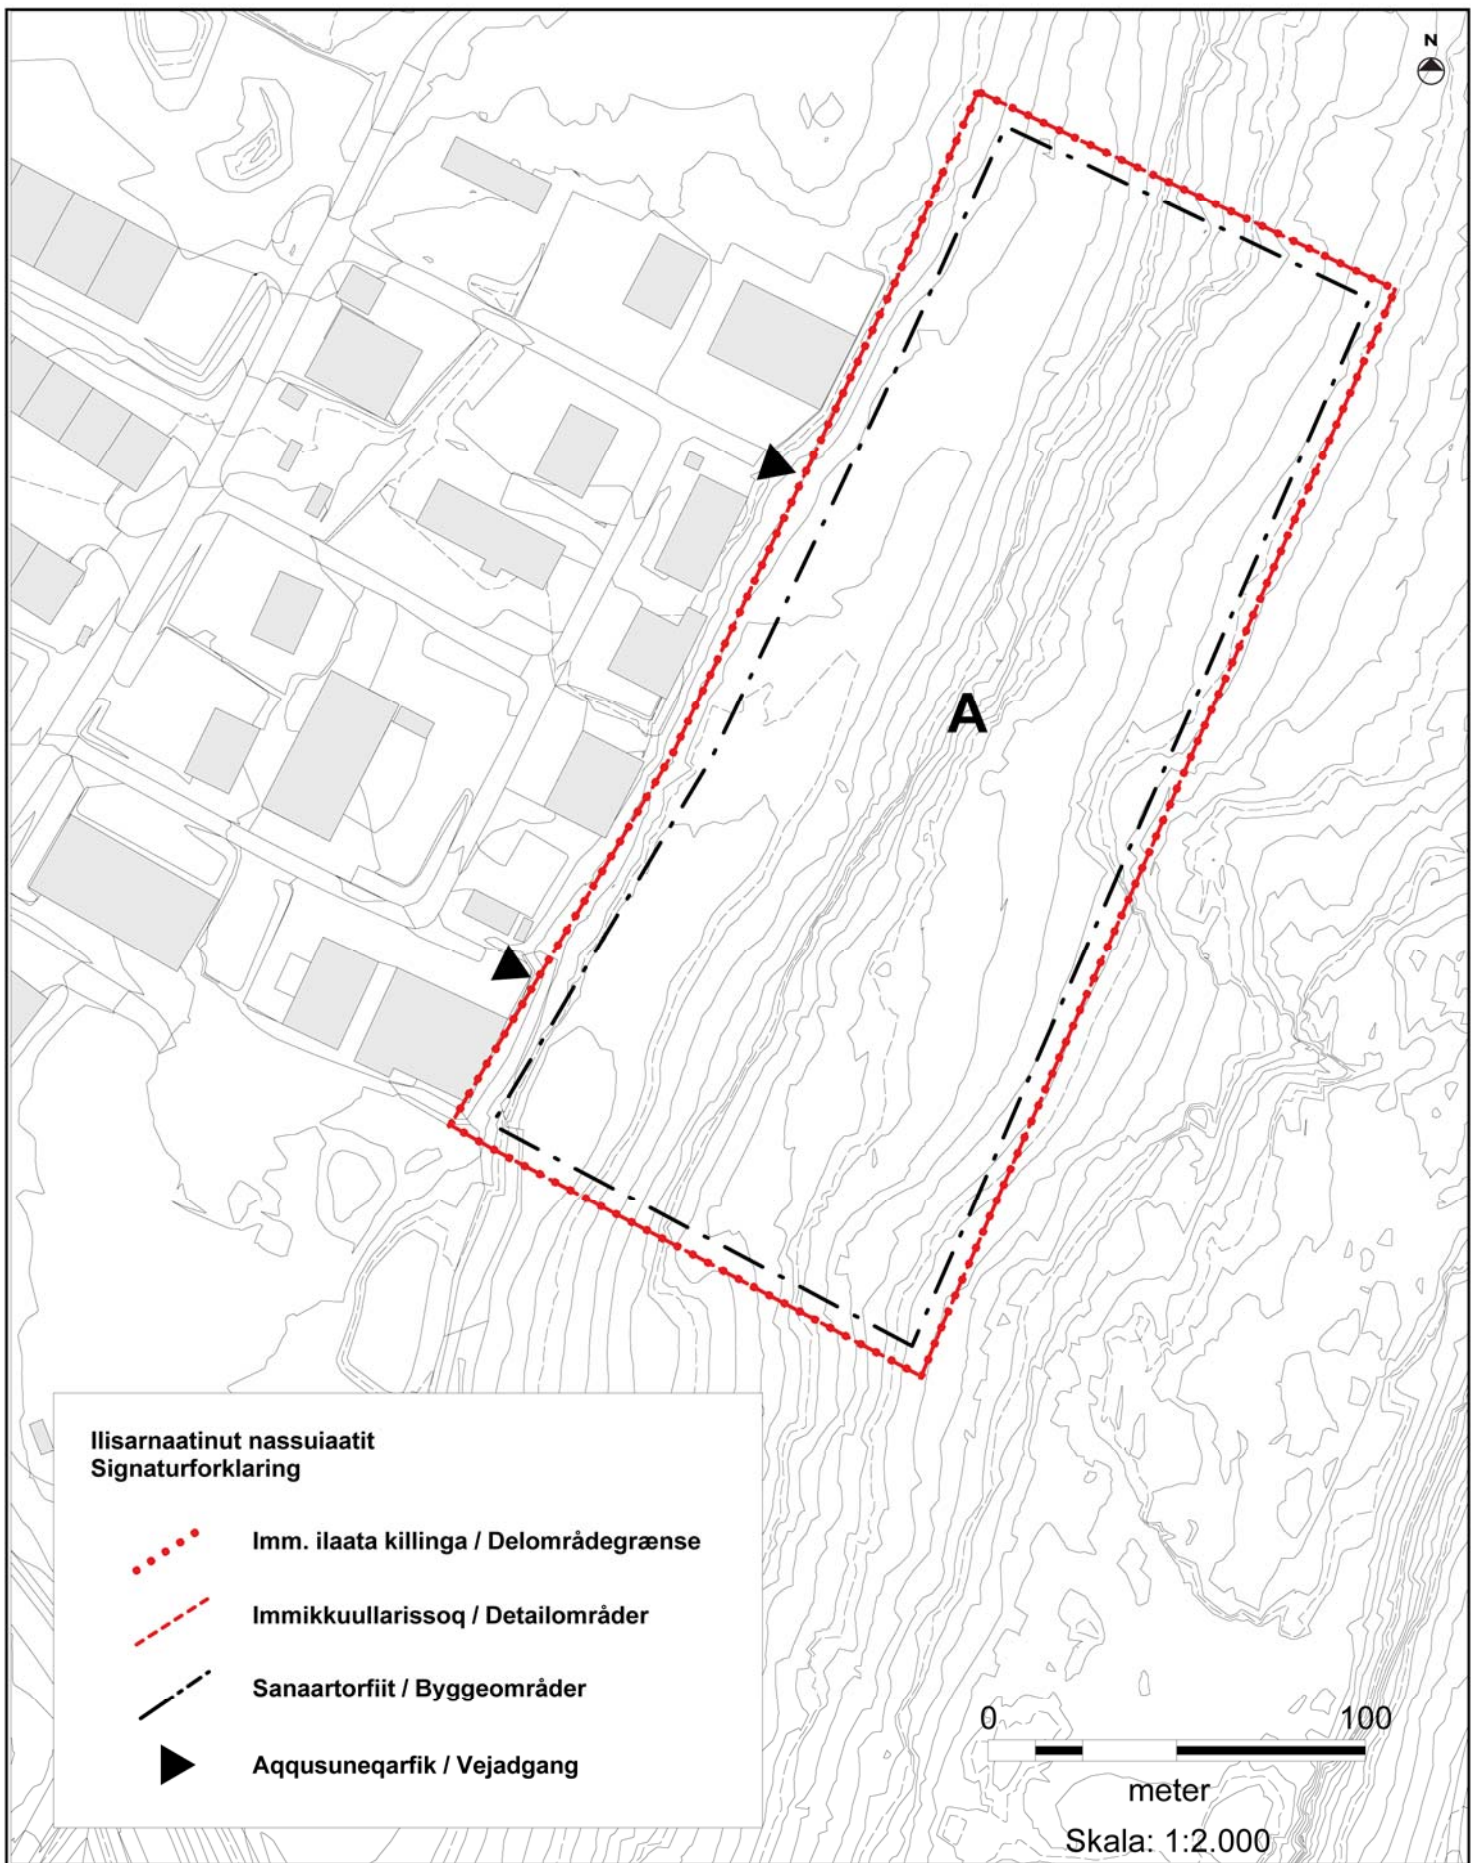 N
A
Ilisarnaatinut nassuiaatit
Signaturforklaring
Imm. ilaata killinga / Delområdegrænse
Immikkuullarissoq / Detailområder
Sanaartorfiit / Byggeområder
Aqqusuneqarfik / Vejadgang
0 100
meter
Skala: 1:2.000